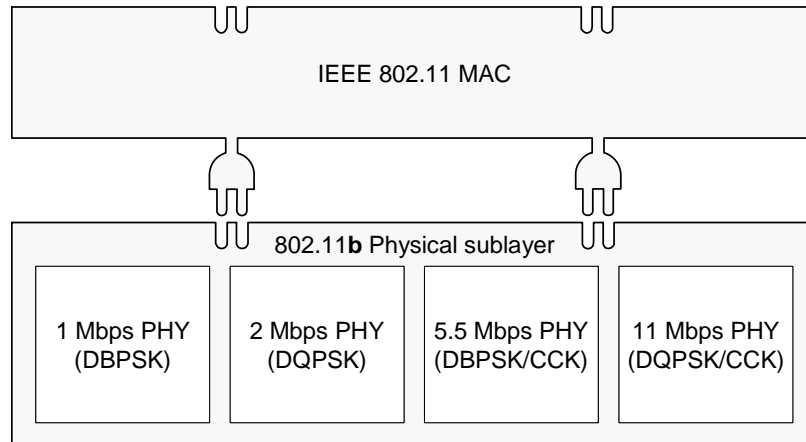 IEEE 802.11 MAC
802.11b Physical sublayer
1 Mbps PHY
(DBPSK)
2 Mbps PHY
(DQPSK)
5.5 Mbps PHY
(DBPSK/CCK)
11 Mbps PHY
(DQPSK/CCK)